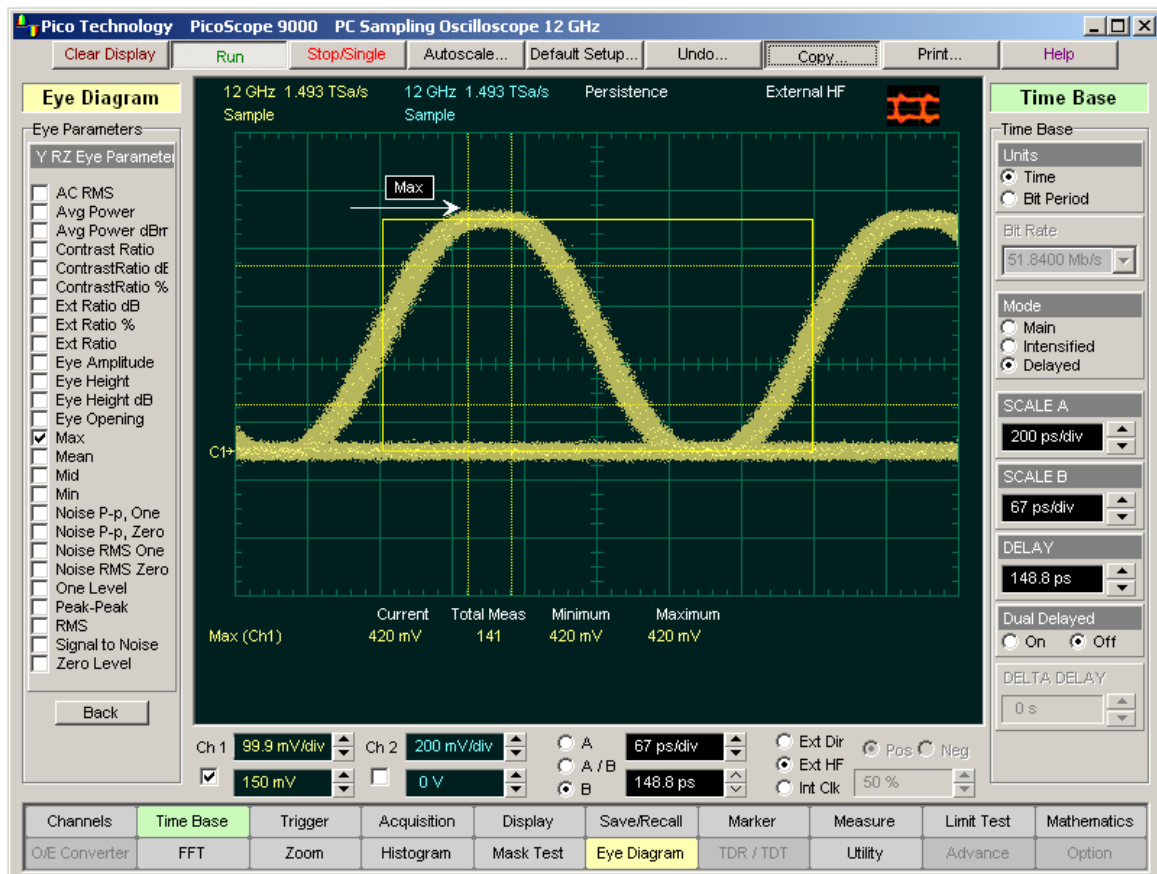 Pico Technology PicoScope 9000 PC Sampling Oscilloscope 12 GHz
Clear Display Run Stop/Single Autoscale... Default Setup... Undo... Copy... Print... Help
Eye Diagram
Eye Parameters
Y RZ Eye Parameter
AC RMS
Avg Power
Avg Power dBm
Contrast Ratio
ContrastRatio dE
ContrastRatio %
Ext Ratio dB
Ext Ratio %
Ext Ratio
Eye Amplitude
Eye Height
Eye Height dB
Eye Opening
Max
Mean
Mid
Min
Noise P-p, One
Noise P-p, Zero
Noise RMS One
Noise RMS Zero
One Level
Peak-Peak
RMS
Signal to Noise
Zero Level
Back
12 GHz 1.493 TSa/s 12 GHz 1.493 TSa/s Persistence External HF
Sample Sample
Max
C1
Current Total Meas Minimum Maximum
Max (Ch1) 420 mV 141 420 mV 420 mV
Time Base
Time Base
Units
Time
Bit Period
Bit Rate
51.8400 Mb/s
Mode
Main
Intensified
Delayed
SCALE A
200 ps/div
SCALE B
67 ps/div
DELAY
148.8 ps
Dual Delayed
On Off
DELTA DELAY
0 s
Ch 1 99.9 mV/div Ch 2 200 mV/div A 67 ps/div Ext Dir Pos Neg
A / B Ext HF
150 mV 0 V B 148.8 ps Int Clk 50 %
Channels Time Base Trigger Acquisition Display Save/Recall Marker Measure Limit Test Mathematics
O/E Converter FFT Zoom Histogram Mask Test Eye Diagram TDR / TDT Utility Advance Option